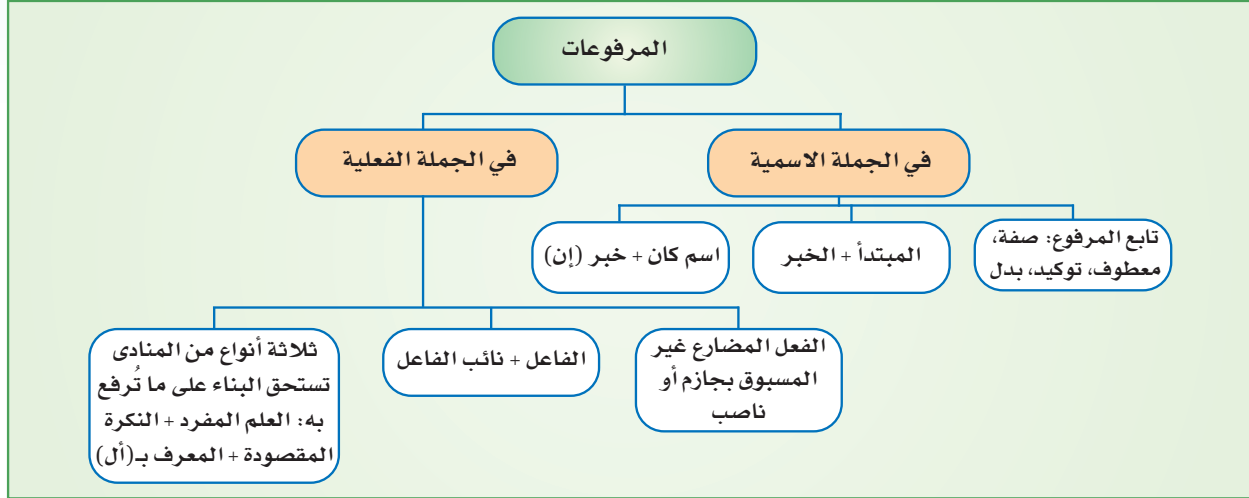 المرفوعات
في الجملة الاسمية
في الجملة الفعلية
تابع المرفوع: صفة،
معطوف، توكيد، بدل
المبتدأ + الخبر
اسم كان + خبر (إن)
الفعل المضارع غير
المسبوق بجازم أو
ناصب
الفاعل + نائب الفاعل
ثلاثة أنواع من المنادى
تستحق البناء على ما تُرفع
به: العلم المفرد + النكرة
المقصودة + المعرف بـ(أل)